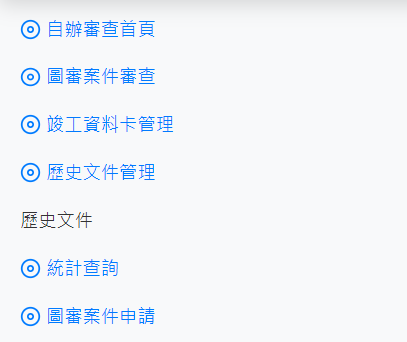 自辦審查首頁
圖審案件審查
竣工資料卡管理
歷史文件管理
歷史文件
統計查詢
圖審案件申請